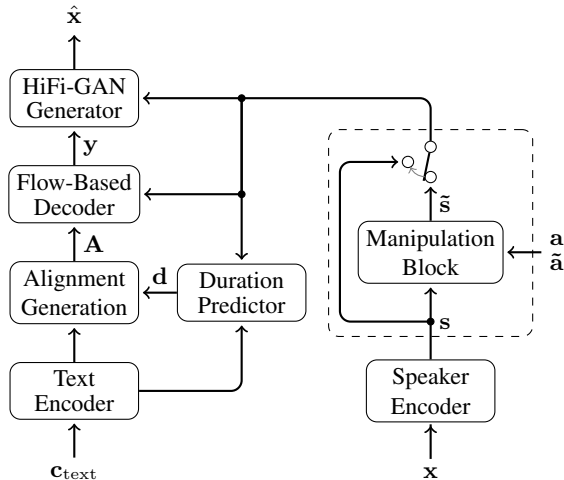 x̂
HiFi-GAN
Generator
y
Flow-Based
Decoder
A
Alignment
Generation
d
Duration
Predictor
Text
Encoder
c_text
s̃
Manipulation
Block
a
ã
s
Speaker
Encoder
x